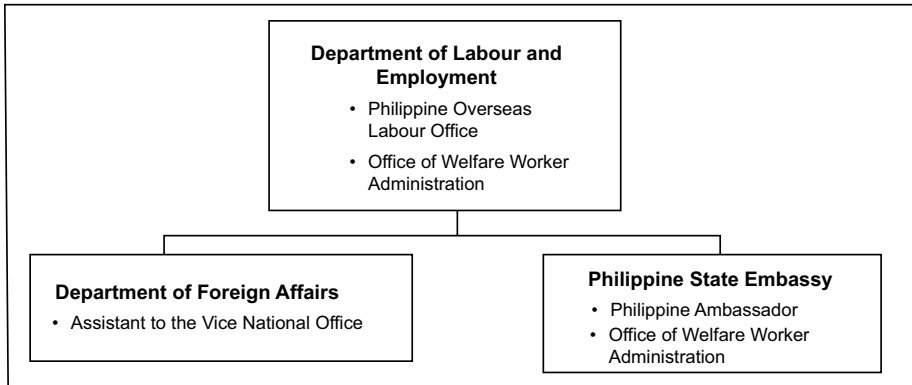 Department of Labour and
Employment
• Philippine Overseas
Labour Office
• Office of Welfare Worker
Administration
Department of Foreign Affairs
• Assistant to the Vice National Office
Philippine State Embassy
• Philippine Ambassador
• Office of Welfare Worker
Administration